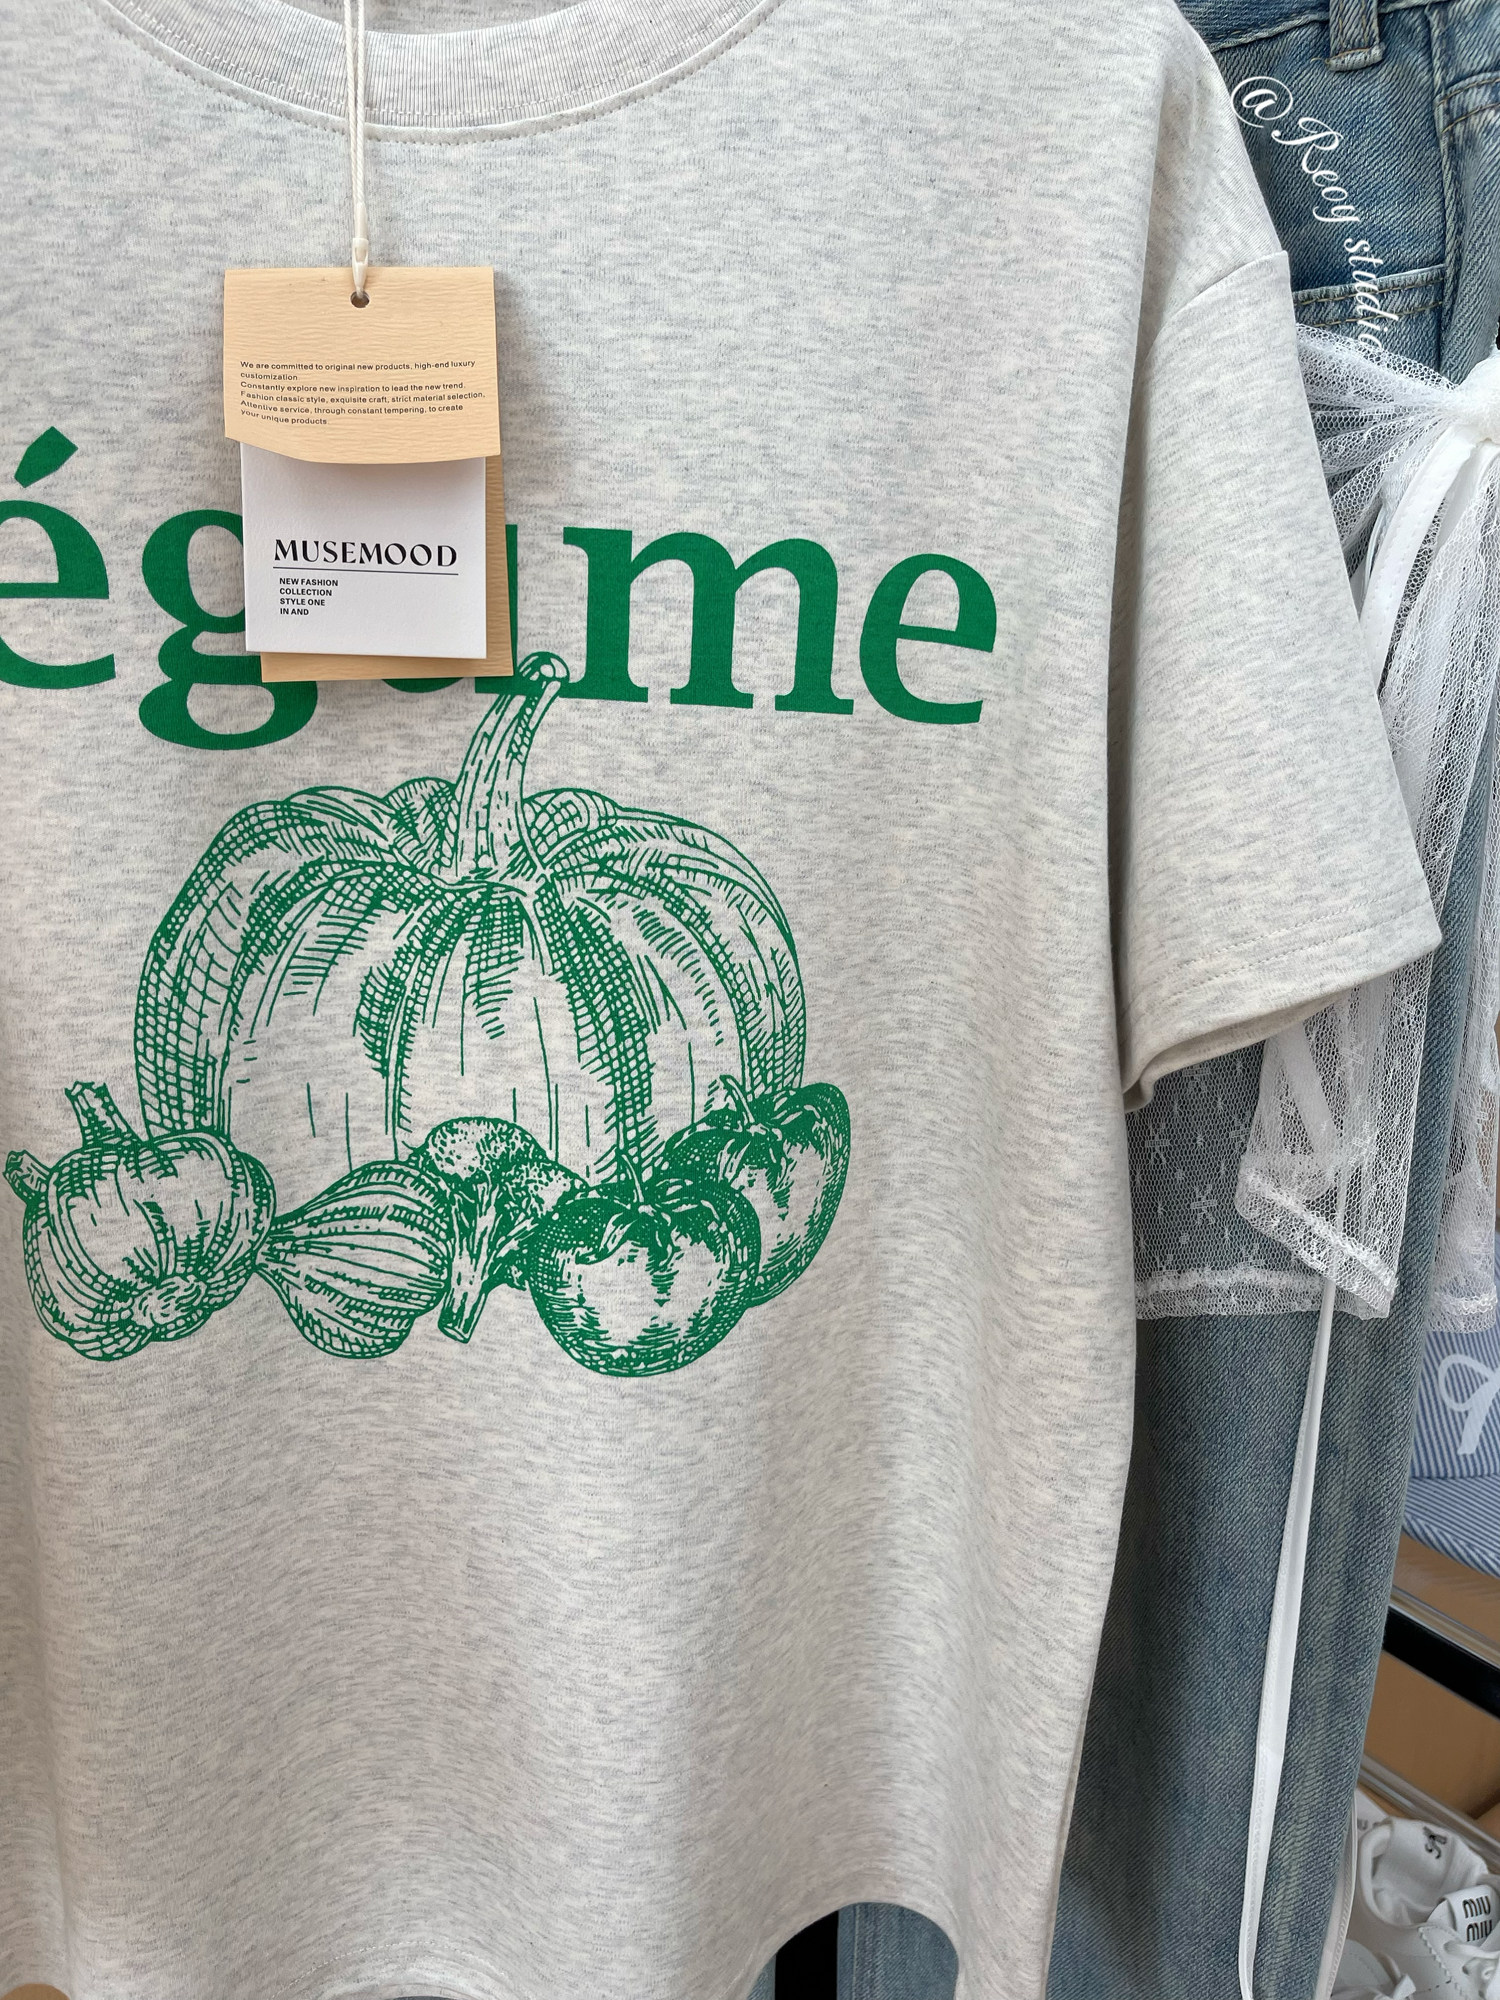 @Reoy studio
We are committed to original new products, high-end luxury
customization
Constantly explore new inspiration to lead the new trend.
Fashion classic style, exquisite craft, strict material selection,
Attentive service, through constant tempering, to create
your unique products
égume
MUSEMOOD
NEW FASHION
COLLECTION
STYLE ONE
IN AND
MIU
MIU